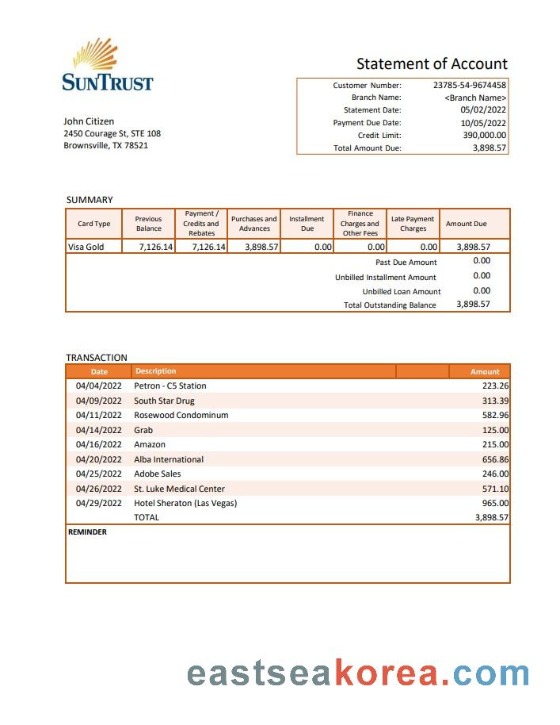 SUNTRUST
Statement of Account
Customer Number: 23785-54-9674458
Branch Name: <Branch Name>
Statement Date: 05/02/2022
Payment Due Date: 10/05/2022
Credit Limit: 390,000.00
Total Amount Due: 3,898.57
John Citizen
2450 Courage St, STE 108
Brownsville, TX 78521
SUMMARY
Card Type Previous Balance Payment / Credits and Rebates Purchases and Advances Installment Due Finance Charges and Other Fees Late Payment Charges Amount Due
Visa Gold 7,126.14 7,126.14 3,898.57 0.00 0.00 0.00 3,898.57
Past Due Amount 0.00
Unbilled Installment Amount 0.00
Unbilled Loan Amount 0.00
Total Outstanding Balance 3,898.57
TRANSACTION
Date Description Amount
04/04/2022 Petron - C5 Station 223.26
04/09/2022 South Star Drug 313.39
04/11/2022 Rosewood Condominum 582.96
04/14/2022 Grab 125.00
04/16/2022 Amazon 215.00
04/20/2022 Alba International 656.86
04/25/2022 Adobe Sales 246.00
04/26/2022 St. Luke Medical Center 571.10
04/29/2022 Hotel Sheraton (Las Vegas) 965.00
TOTAL 3,898.57
REMINDER
eastseakorea.com